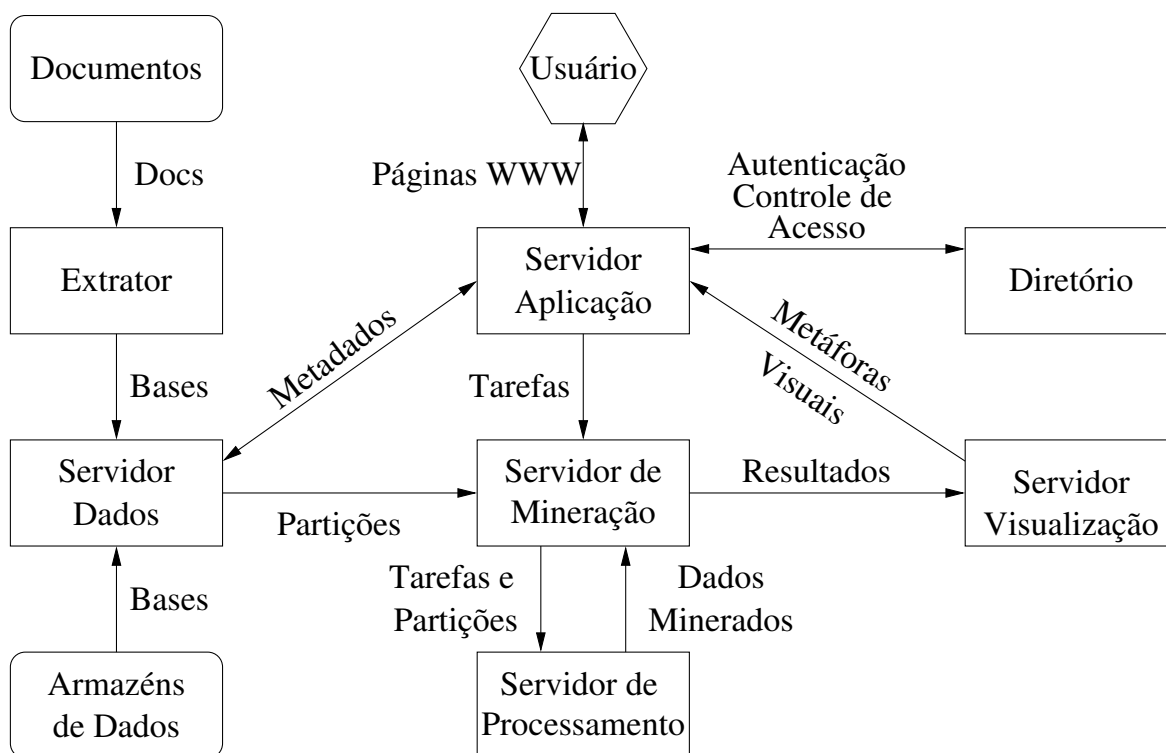 Documentos
Usuário
Docs
Páginas WWW
Autenticação
Controle de
Acesso
Extrator
Servidor
Aplicação
Diretório
Metadados
Metáforas
Visuais
Bases
Tarefas
Servidor
Dados
Partições
Servidor de
Mineração
Resultados
Servidor
Visualização
Bases
Tarefas e
Partições
Dados
Minerados
Armazéns
de Dados
Servidor de
Processamento